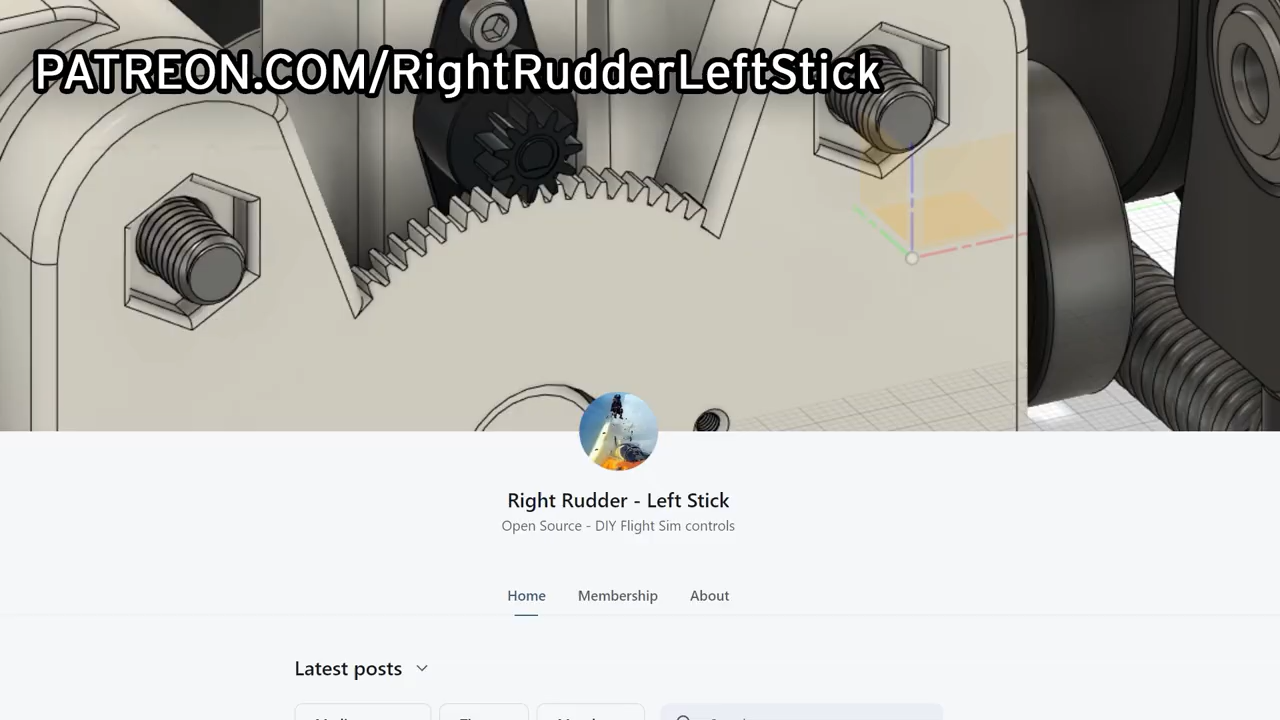 PATREON.COM/RightRudderLeftStick
Right Rudder - Left Stick
Open Source - DIY Flight Sim controls
Home Membership About
Latest posts